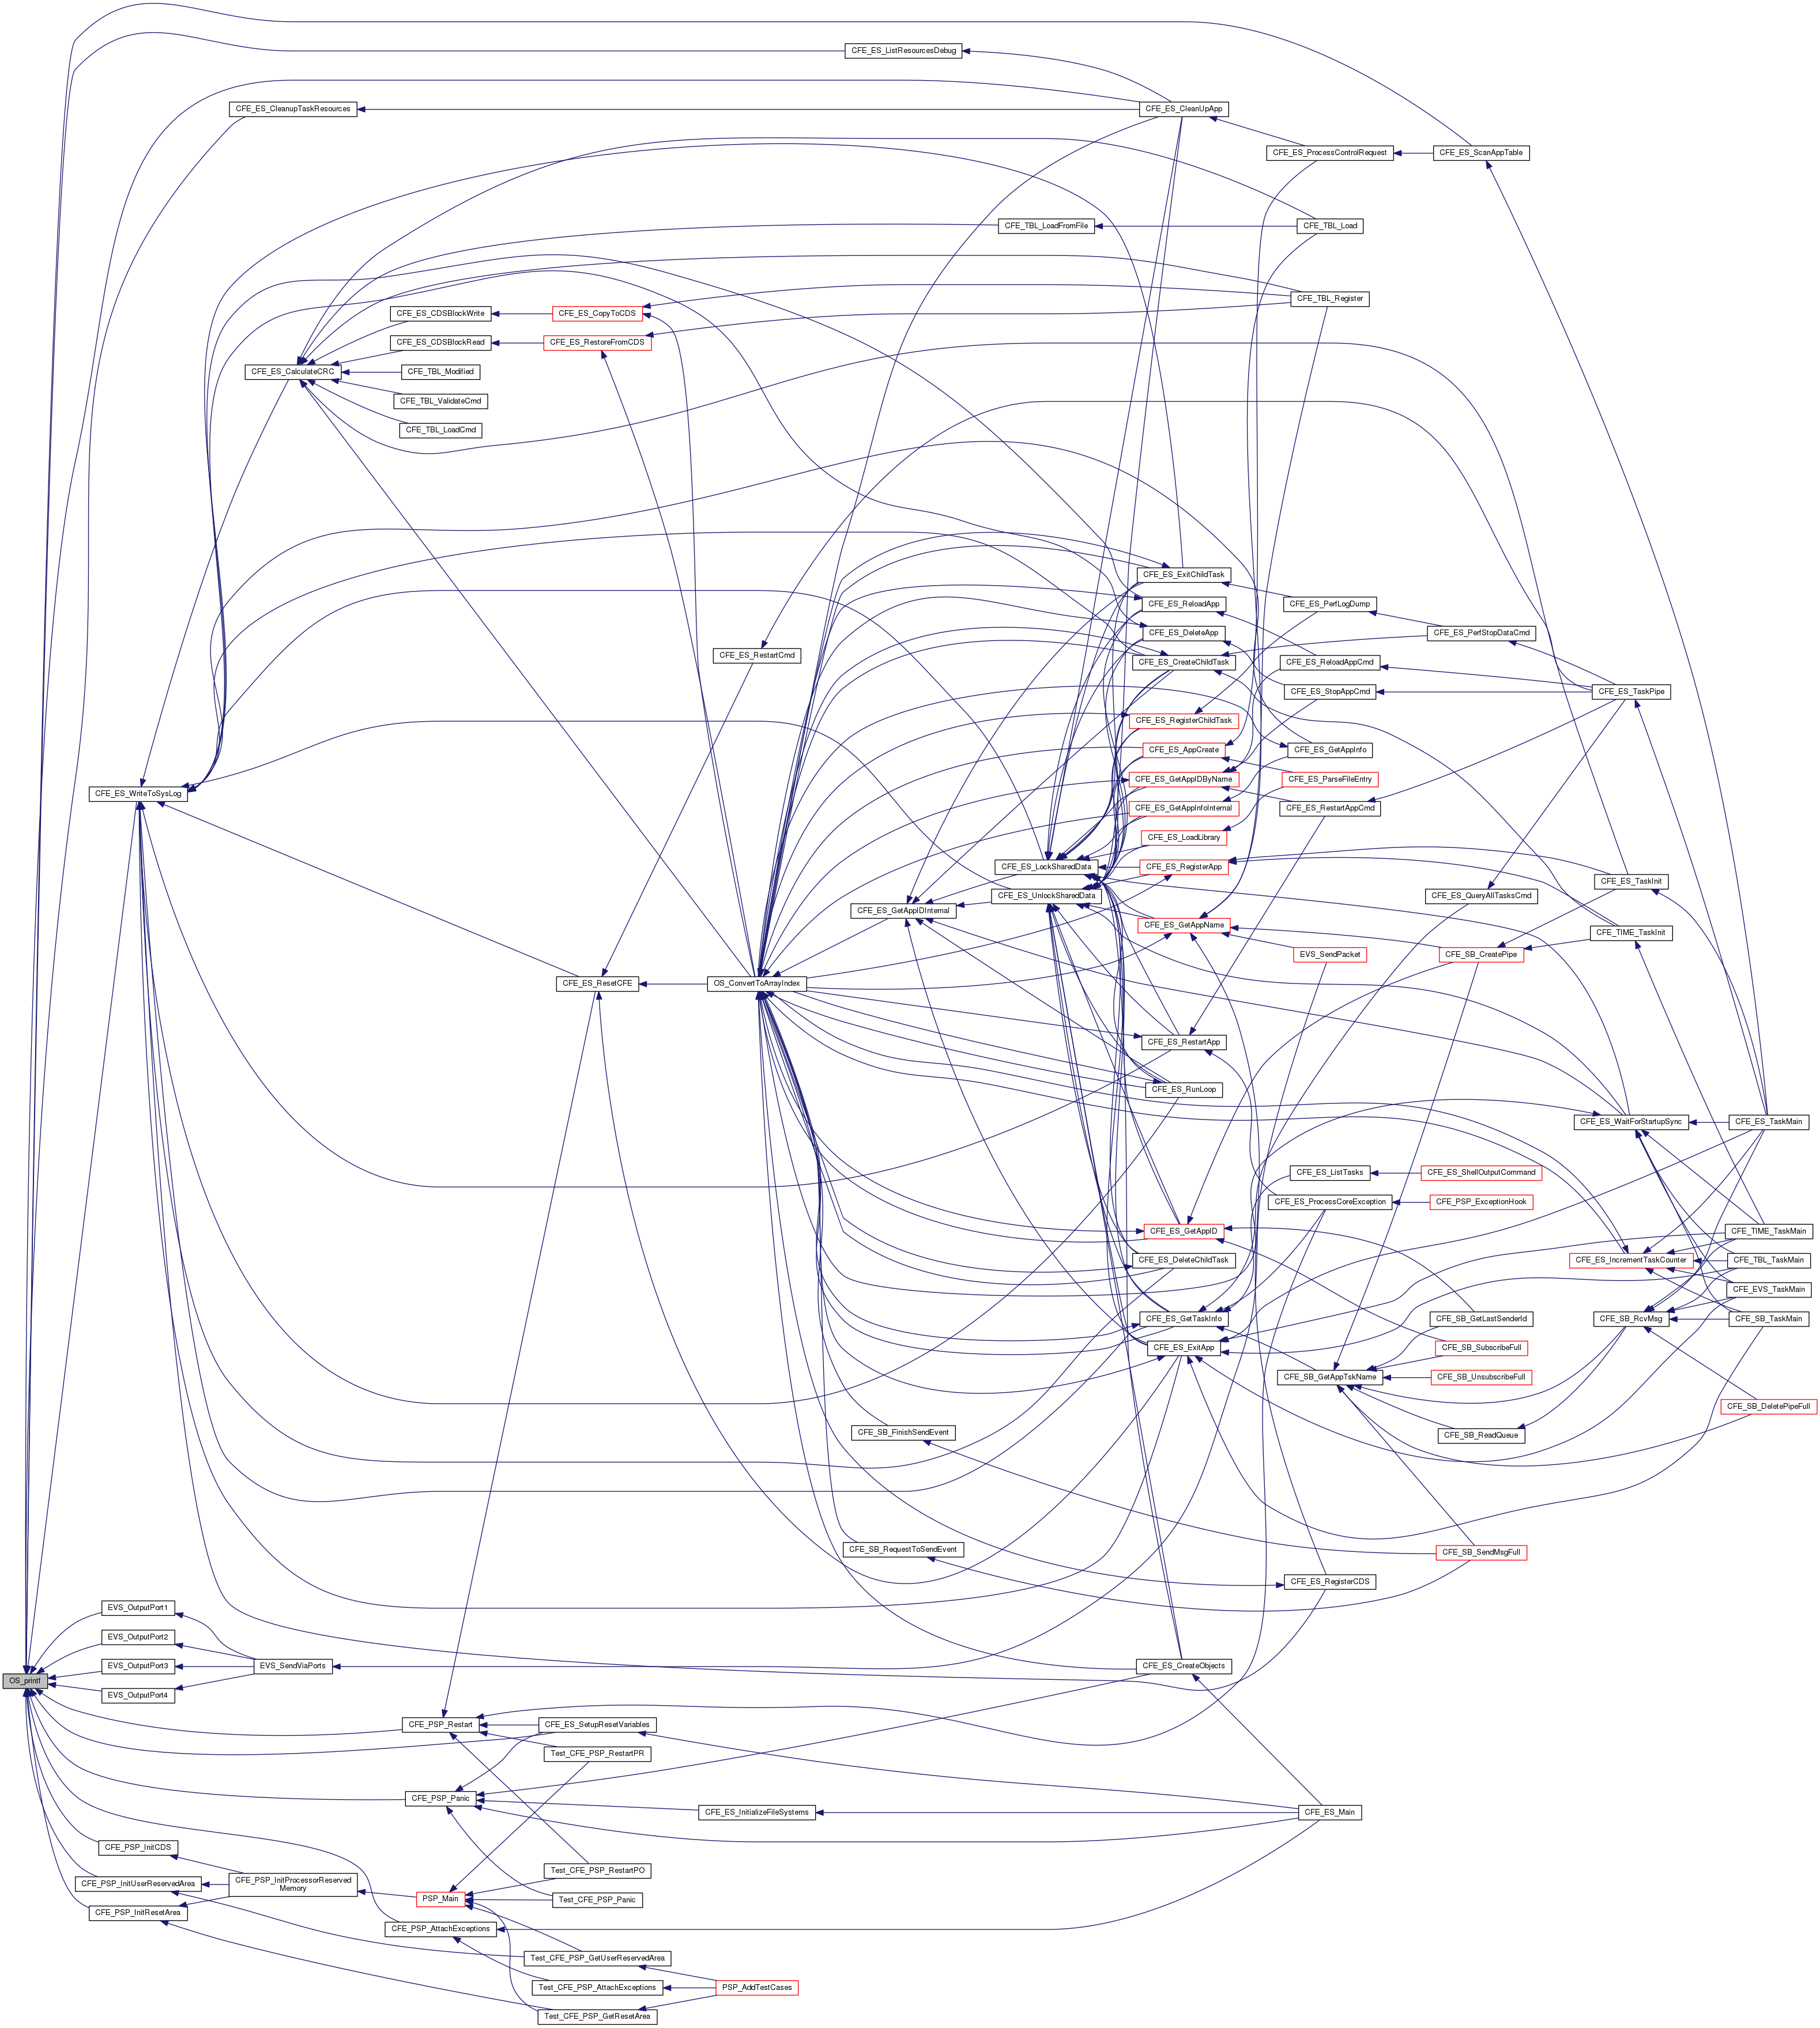 CFE_ES_ListResourcesDebug
CFE_ES_CleanupTaskResources
CFE_ES_CleanUpApp
CFE_ES_ProcessControlRequest
CFE_ES_ScanAppTable
CFE_TBL_LoadFromFile
CFE_TBL_Load
CFE_TBL_Register
CFE_ES_CDSBlockWrite
CFE_ES_CopyToCDS
CFE_ES_CDSBlockRead
CFE_ES_RestoreFromCDS
CFE_ES_CalculateCRC
CFE_TBL_Modified
CFE_TBL_ValidateCmd
CFE_TBL_LoadCmd
CFE_ES_ExitChildTask
CFE_ES_ReloadApp
CFE_ES_PerfLogDump
CFE_ES_DeleteApp
CFE_ES_PerfStopDataCmd
CFE_ES_RestartCmd
CFE_ES_CreateChildTask
CFE_ES_ReloadAppCmd
CFE_ES_StopAppCmd
CFE_ES_TaskPipe
CFE_ES_RegisterChildTask
CFE_ES_AppCreate
CFE_ES_GetAppInfo
CFE_ES_GetAppIDByName
CFE_ES_ParseFileEntry
CFE_ES_WriteToSysLog
CFE_ES_GetAppInfoInternal
CFE_ES_RestartAppCmd
CFE_ES_LoadLibrary
CFE_ES_LockSharedData
CFE_ES_RegisterApp
CFE_ES_TaskInit
CFE_ES_UnlockSharedData
CFE_ES_QueryAllTasksCmd
CFE_ES_GetAppIDInternal
CFE_ES_GetAppName
CFE_TIME_TaskInit
EVS_SendPacket
CFE_SB_CreatePipe
CFE_ES_ResetCFE
OS_ConvertToArrayIndex
CFE_ES_RestartApp
CFE_ES_RunLoop
CFE_ES_WaitForStartupSync
CFE_ES_TaskMain
CFE_ES_ListTasks
CFE_ES_ShellOutputCommand
CFE_ES_ProcessCoreException
CFE_PSP_ExceptionHook
CFE_ES_GetAppID
CFE_TIME_TaskMain
CFE_ES_DeleteChildTask
CFE_ES_IncrementTaskCounter
CFE_TBL_TaskMain
CFE_EVS_TaskMain
CFE_ES_GetTaskInfo
CFE_SB_GetLastSenderId
CFE_SB_RcvMsg
CFE_SB_TaskMain
CFE_ES_ExitApp
CFE_SB_SubscribeFull
CFE_SB_GetAppTskName
CFE_SB_UnsubscribeFull
CFE_SB_DeletePipeFull
CFE_SB_FinishSendEvent
CFE_SB_ReadQueue
CFE_SB_RequestToSendEvent
CFE_SB_SendMsgFull
CFE_ES_RegisterCDS
EVS_OutputPort1
EVS_OutputPort2
EVS_OutputPort3
EVS_SendViaPorts
CFE_ES_CreateObjects
OS_printf
EVS_OutputPort4
CFE_PSP_Restart
CFE_ES_SetupResetVariables
Test_CFE_PSP_RestartPR
CFE_PSP_Panic
CFE_ES_InitializeFileSystems
CFE_ES_Main
CFE_PSP_InitCDS
Test_CFE_PSP_RestartPO
CFE_PSP_InitUserReservedArea
CFE_PSP_InitProcessorReserved
Memory
PSP_Main
Test_CFE_PSP_Panic
CFE_PSP_InitResetArea
CFE_PSP_AttachExceptions
Test_CFE_PSP_GetUserReservedArea
Test_CFE_PSP_AttachExceptions
PSP_AddTestCases
Test_CFE_PSP_GetResetArea